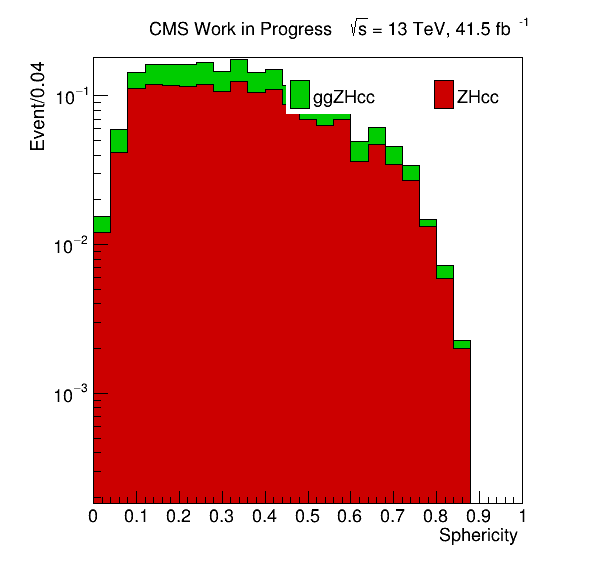 CMS Work in Progress √s = 13 TeV, 41.5 fb ⁻¹
Event/0.04
ggZHcc ZHcc
10⁻¹
10⁻²
10⁻³
0 0.1 0.2 0.3 0.4 0.5 0.6 0.7 0.8 0.9 1
Sphericity